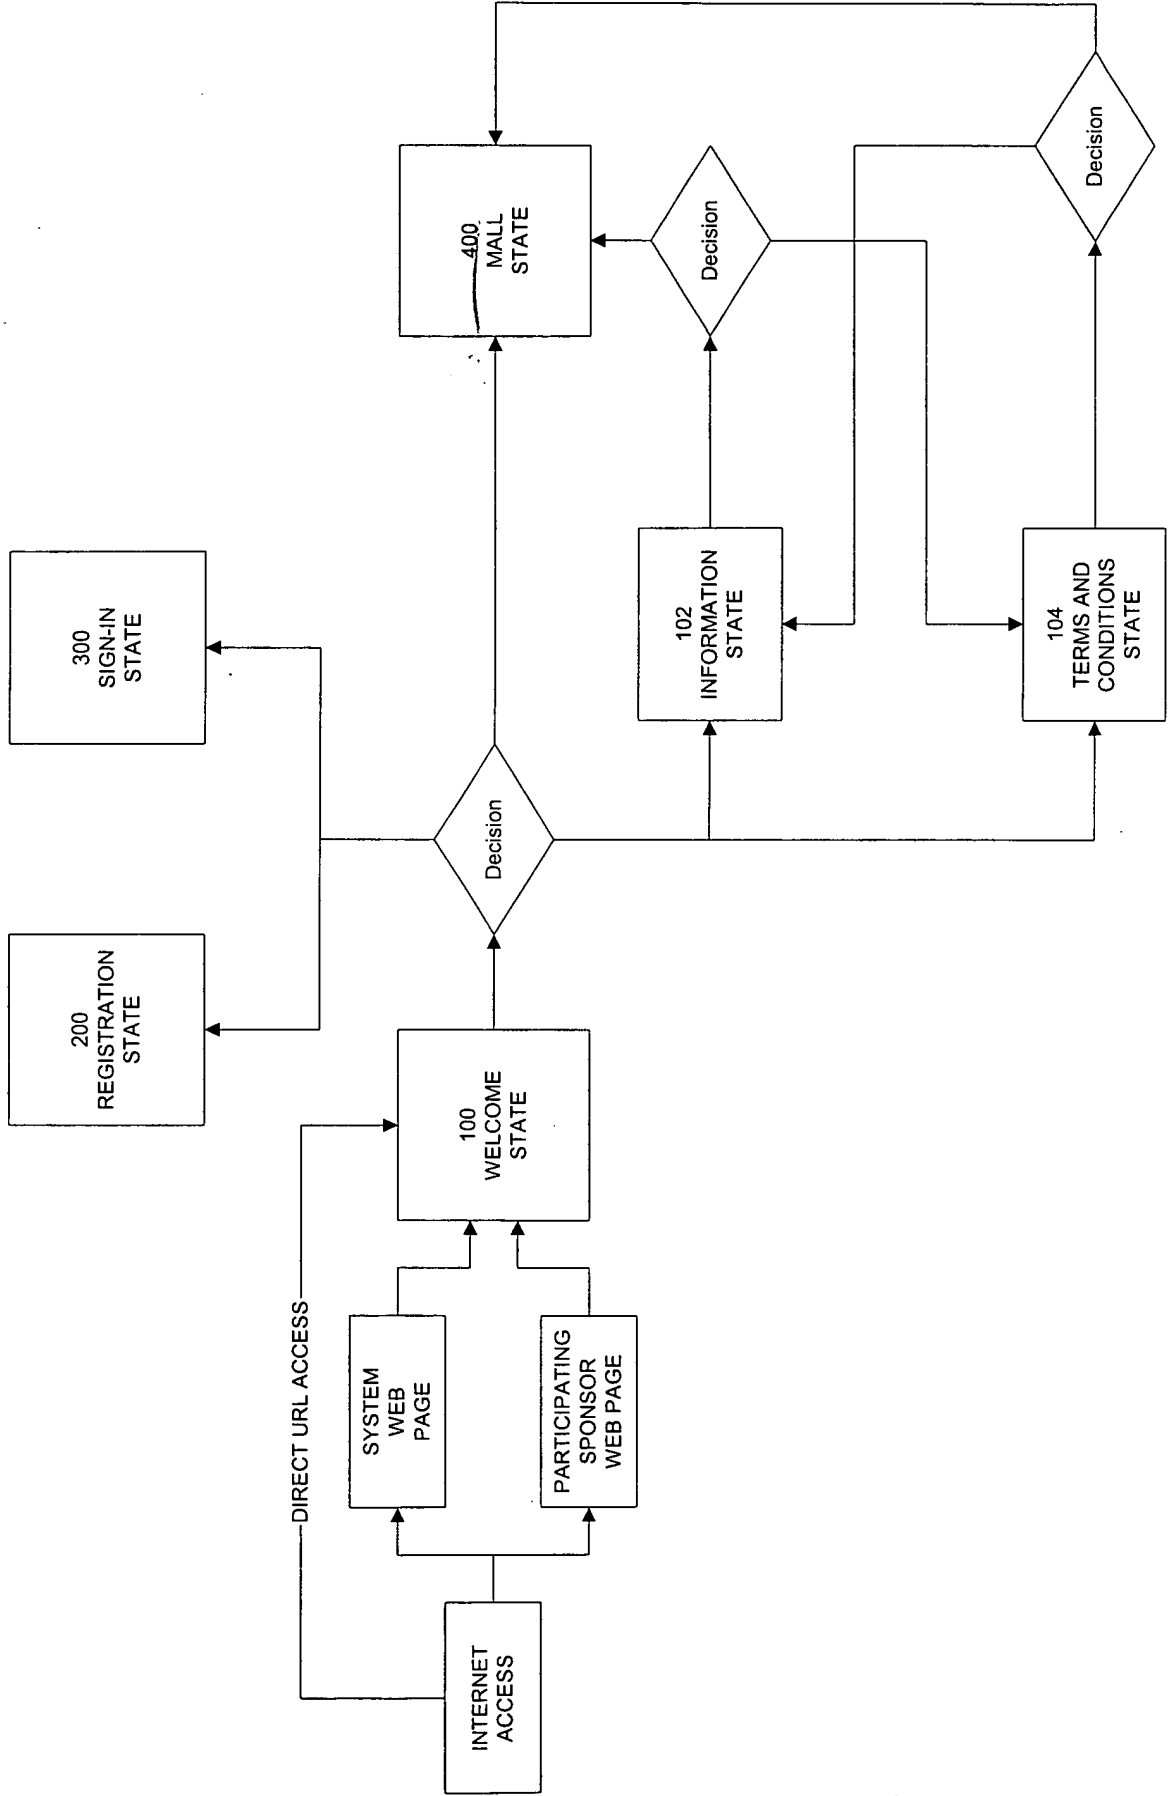 200
REGISTRATION
STATE
300
SIGN-IN
STATE
DIRECT URL ACCESS
INTERNET
ACCESS
SYSTEM
WEB
PAGE
PARTICIPATING
SPONSOR
WEB PAGE
100
WELCOME
STATE
Decision
400
MALL
STATE
102
INFORMATION
STATE
Decision
104
TERMS AND
CONDITIONS
STATE
Decision